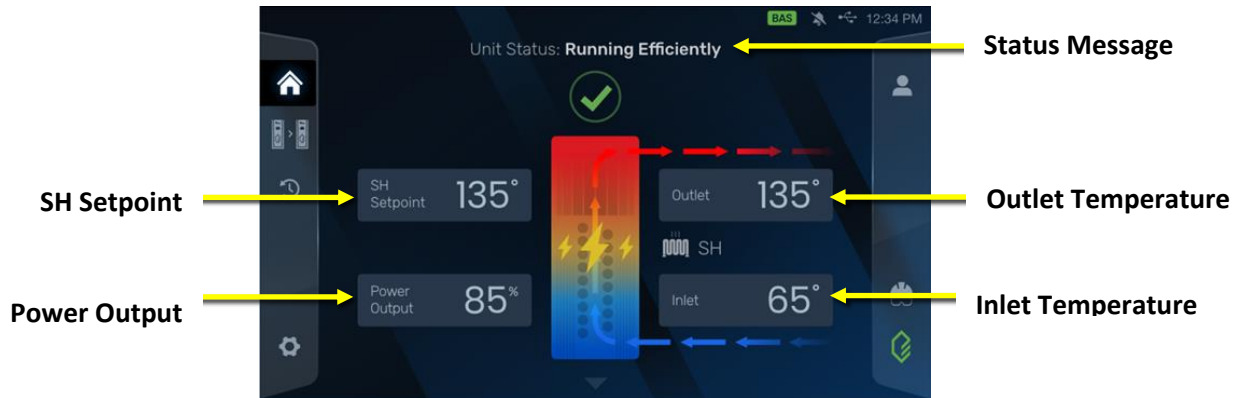 BAS 12:34 PM
Unit Status: Running Efficiently
Status Message
SH Setpoint
SH
Setpoint 135°
Outlet 135°
Outlet Temperature
SH
Power Output
Power
Output 85%
Inlet 65°
Inlet Temperature